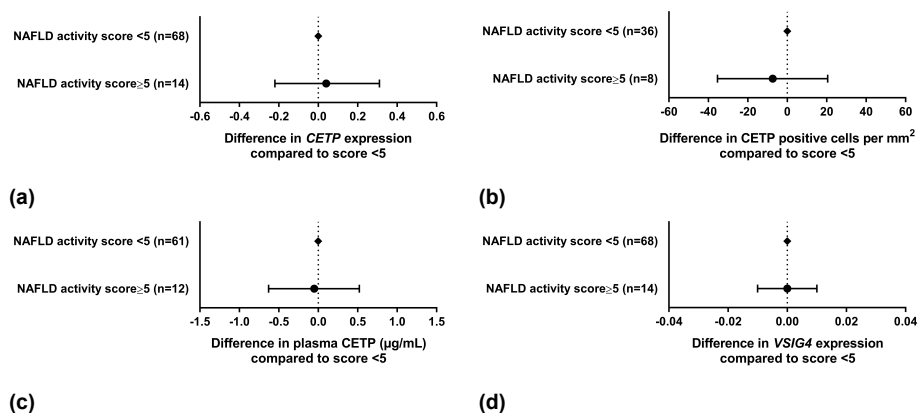 NAFLD activity score <5 (n=68)
NAFLD activity score≥5 (n=14)
-0.6 -0.4 -0.2 0.0 0.2 0.4 0.6
Difference in CETP expression
compared to score <5
(a)
NAFLD activity score <5 (n=36)
NAFLD activity score≥5 (n=8)
-60 -40 -20 0 20 40 60
Difference in CETP positive cells per mm²
compared to score <5
(b)
NAFLD activity score <5 (n=61)
NAFLD activity score≥5 (n=12)
-1.5 -1.0 -0.5 0.0 0.5 1.0 1.5
Difference in plasma CETP (µg/mL)
compared to score <5
(c)
NAFLD activity score <5 (n=68)
NAFLD activity score≥5 (n=14)
-0.04 -0.02 0.00 0.02 0.04
Difference in VSIG4 expression
compared to score <5
(d)